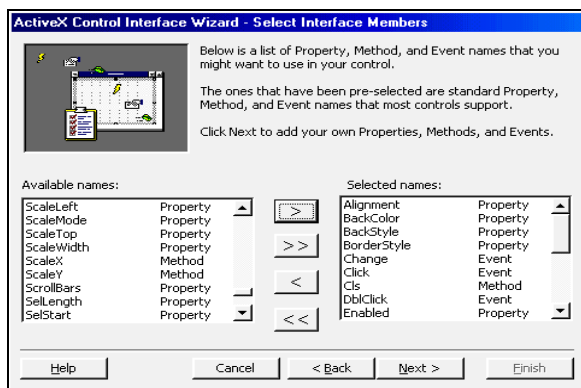 ActiveX Control Interface Wizard - Select Interface Members
Below is a list of Property, Method, and Event names that you
might want to use in your control.
The ones that have been pre-selected are standard Property,
Method, and Event names that most controls support.
Click Next to add your own Properties, Methods, and Events.
Available names:
ScaleLeft Property
ScaleMode Property
ScaleTop Property
ScaleWidth Property
ScaleX Method
ScaleY Method
ScrollBars Property
SelLength Property
SelStart Property
>
>>
<
<<
Selected names:
Alignment Property
BackColor Property
BackStyle Property
BorderStyle Property
Change Event
Click Event
Cls Method
DblClick Event
Enabled Property
Help Cancel < Back Next > Finish